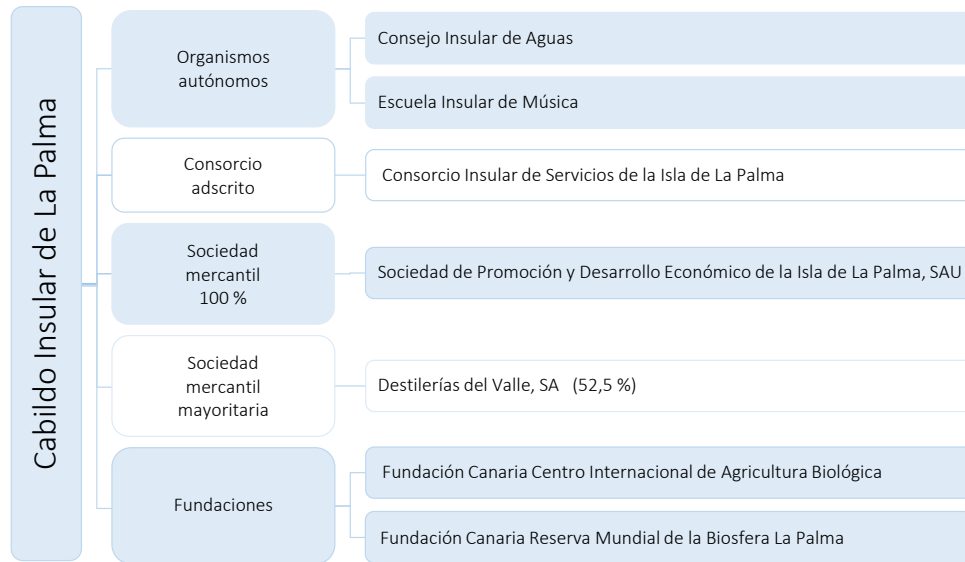 Cabildo Insular de La Palma
Organismos
autónomos
Consejo Insular de Aguas
Escuela Insular de Música
Consorcio
adscrito
Consorcio Insular de Servicios de la Isla de La Palma
Sociedad
mercantil
100 %
Sociedad de Promoción y Desarrollo Económico de la Isla de La Palma, SAU
Sociedad
mercantil
mayoritaria
Destilerías del Valle, SA (52,5 %)
Fundaciones
Fundación Canaria Centro Internacional de Agricultura Biológica
Fundación Canaria Reserva Mundial de la Biosfera La Palma